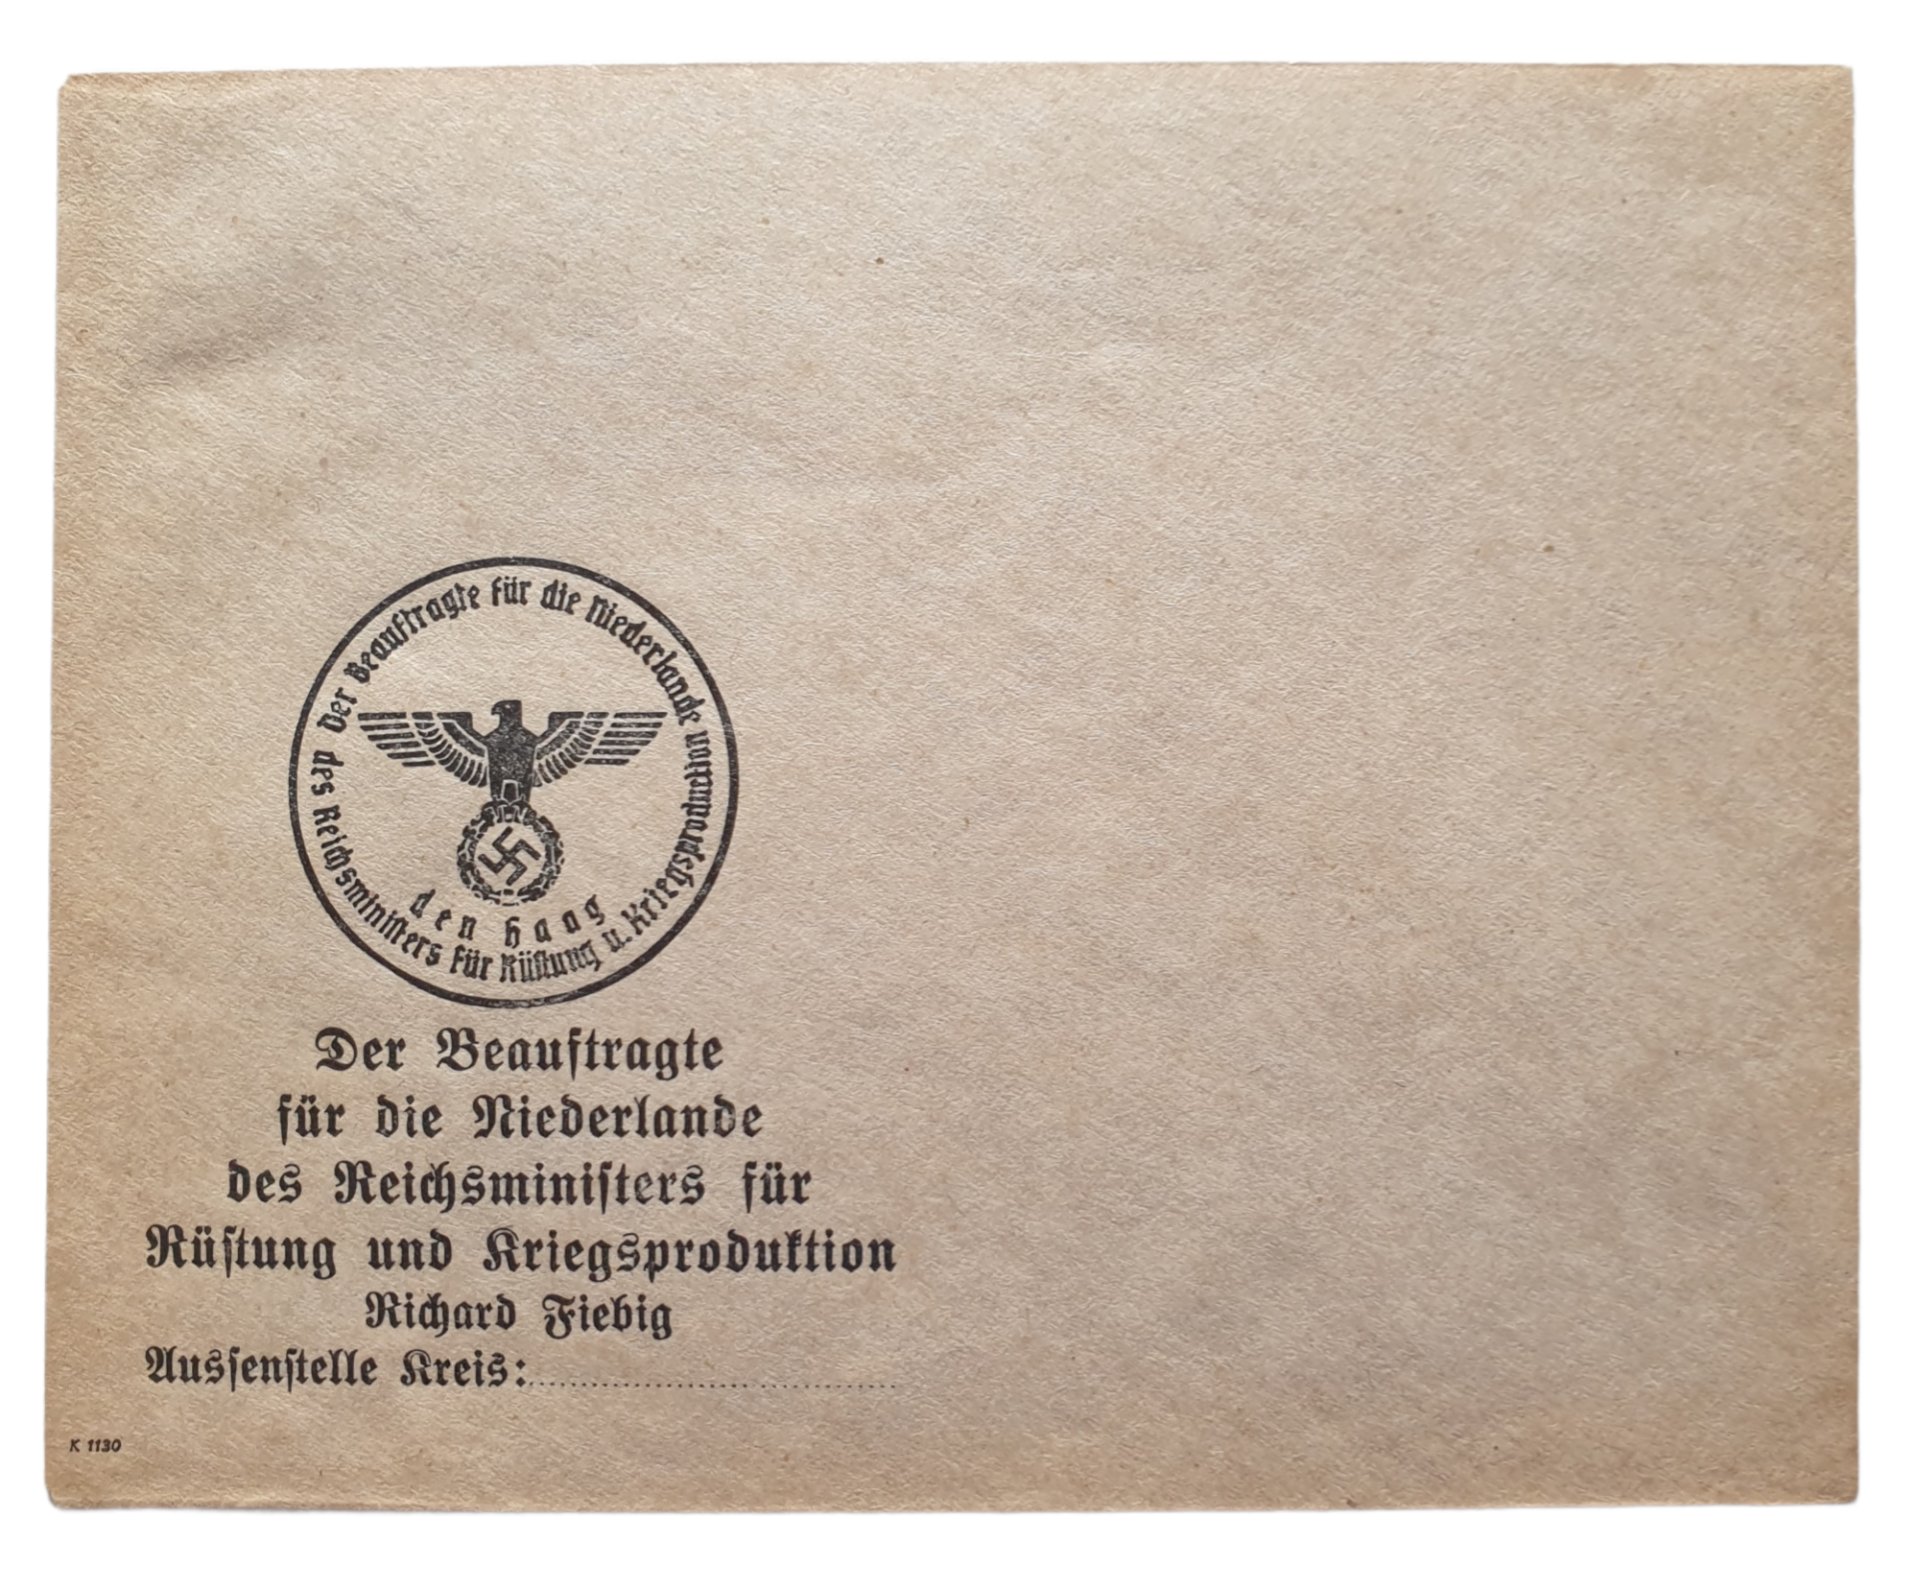 Der Beauftragte für die Niederlande
des Reichsministers für Rüstung u. Kriegsproduktion
den haag
Der Beauftragte
für die Niederlande
des Reichsminiſters für
Rüſtung und Kriegsproduktion
Richard Fiebig
Ausſenſtelle Kreis:
K 1130